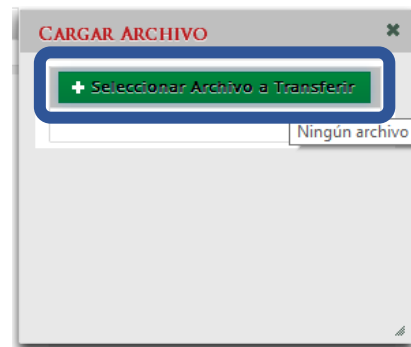 CARGAR ARCHIVO
+ Seleccionar Archivo a Transferir
Ningún archivo